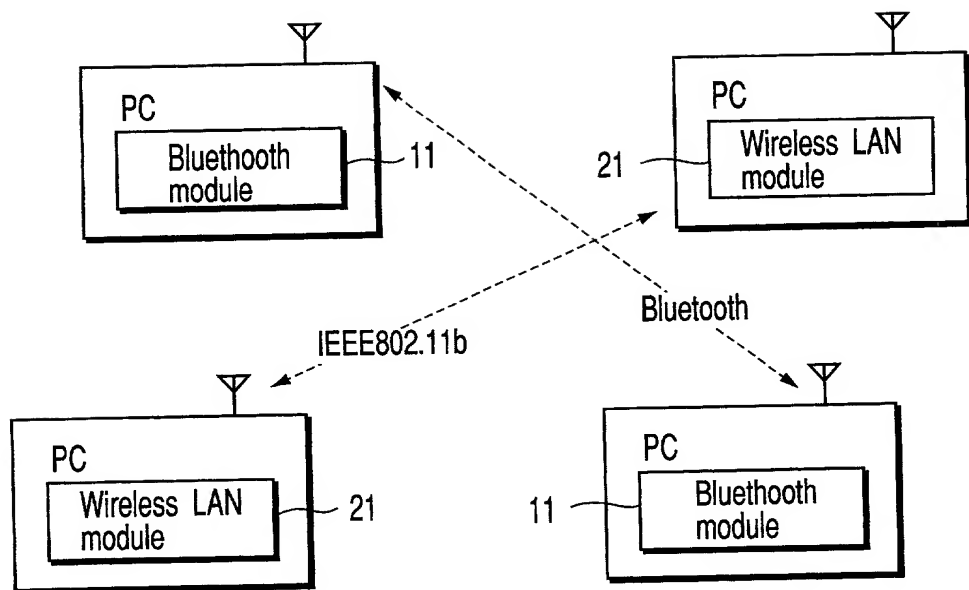 PC
Bluethooth
module
11
PC
21
Wireless LAN
module
Bluetooth
IEEE802.11b
PC
Wireless LAN
module
21
PC
11
Bluethooth
module